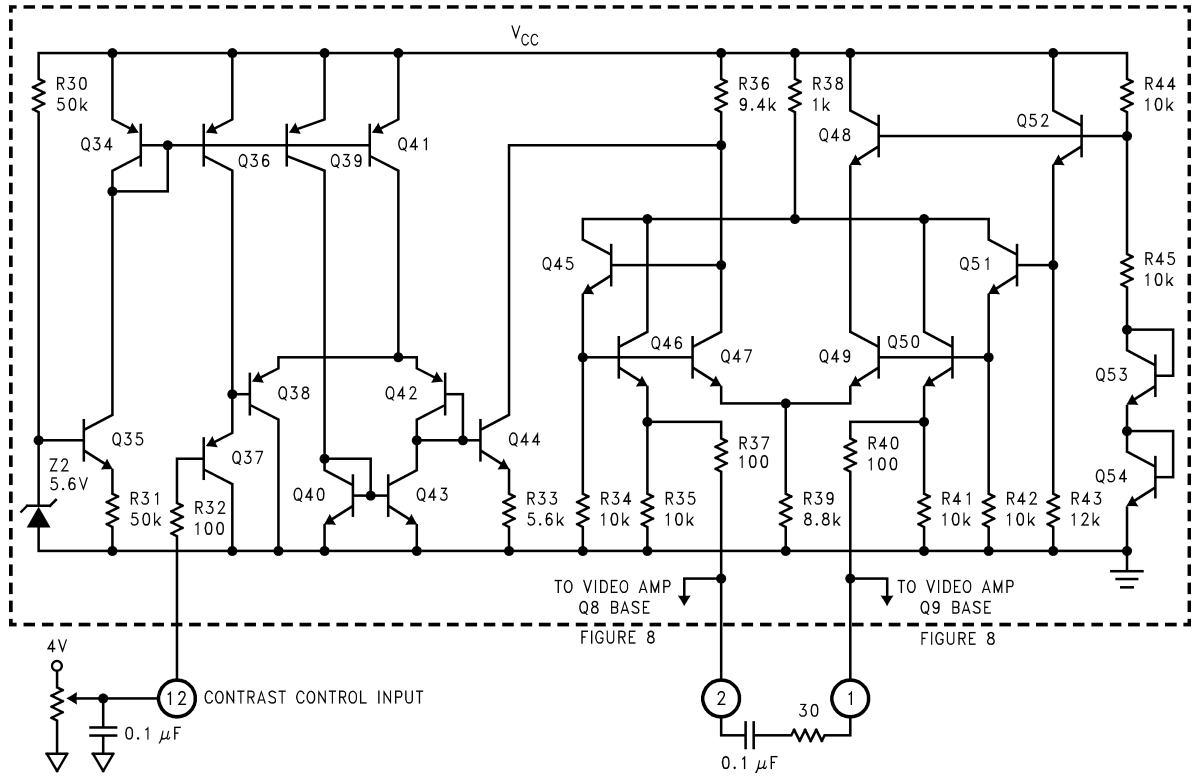 VCC
R30
50k
Q34
Q36
Q39
Q41
R36
9.4k
R38
1k
Q48
Q52
R44
10k
Q45
Q51
R45
10k
Q46
Q47
Q49
Q50
Q38
Q42
Q53
Q35
Q37
Q44
R37
100
R40
100
Z2
5.6V
Q40
Q43
Q54
R31
50k
R32
100
R33
5.6k
R34
10k
R35
10k
R39
8.8k
R41
10k
R42
10k
R43
12k
TO VIDEO AMP
Q8 BASE
FIGURE 8
TO VIDEO AMP
Q9 BASE
FIGURE 8
4V
12
CONTRAST CONTROL INPUT
0.1 μF
2
1
30
0.1 μF